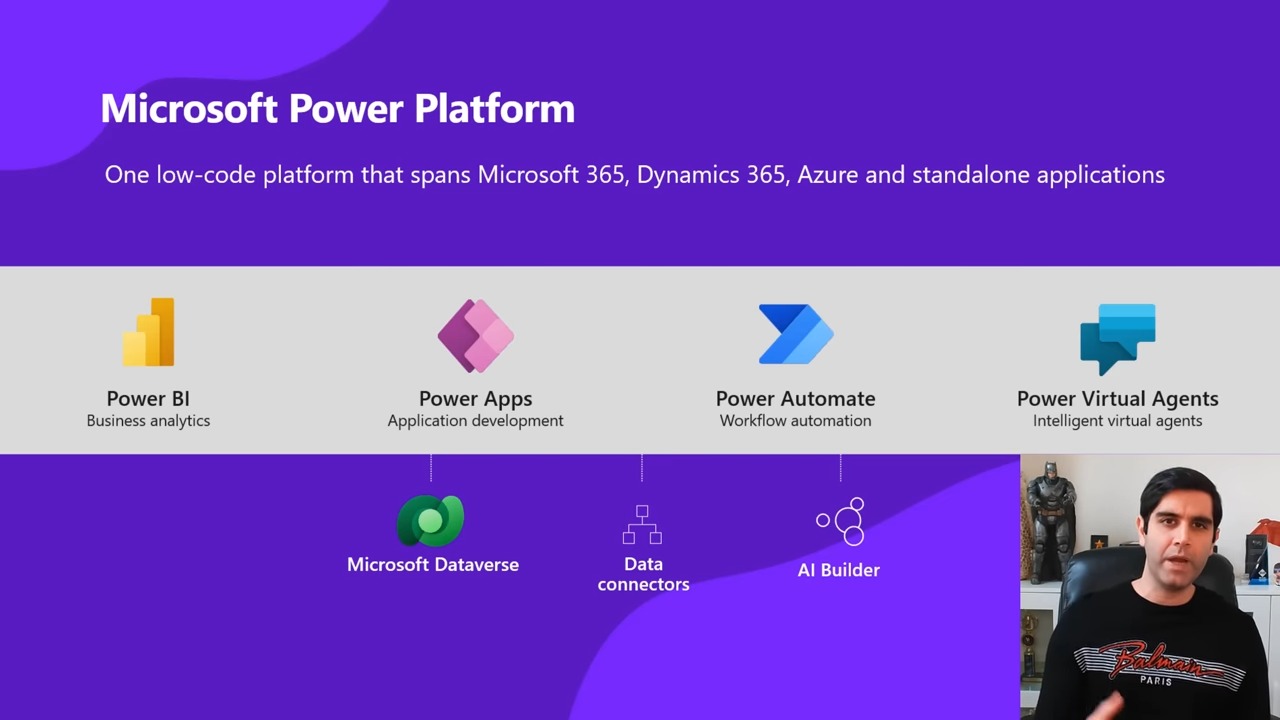 Microsoft Power Platform
One low-code platform that spans Microsoft 365, Dynamics 365, Azure and standalone applications
Power BI
Business analytics
Power Apps
Application development
Power Automate
Workflow automation
Power Virtual Agents
Intelligent virtual agents
Microsoft Dataverse
Data
connectors
AI Builder
Balmain
PARIS